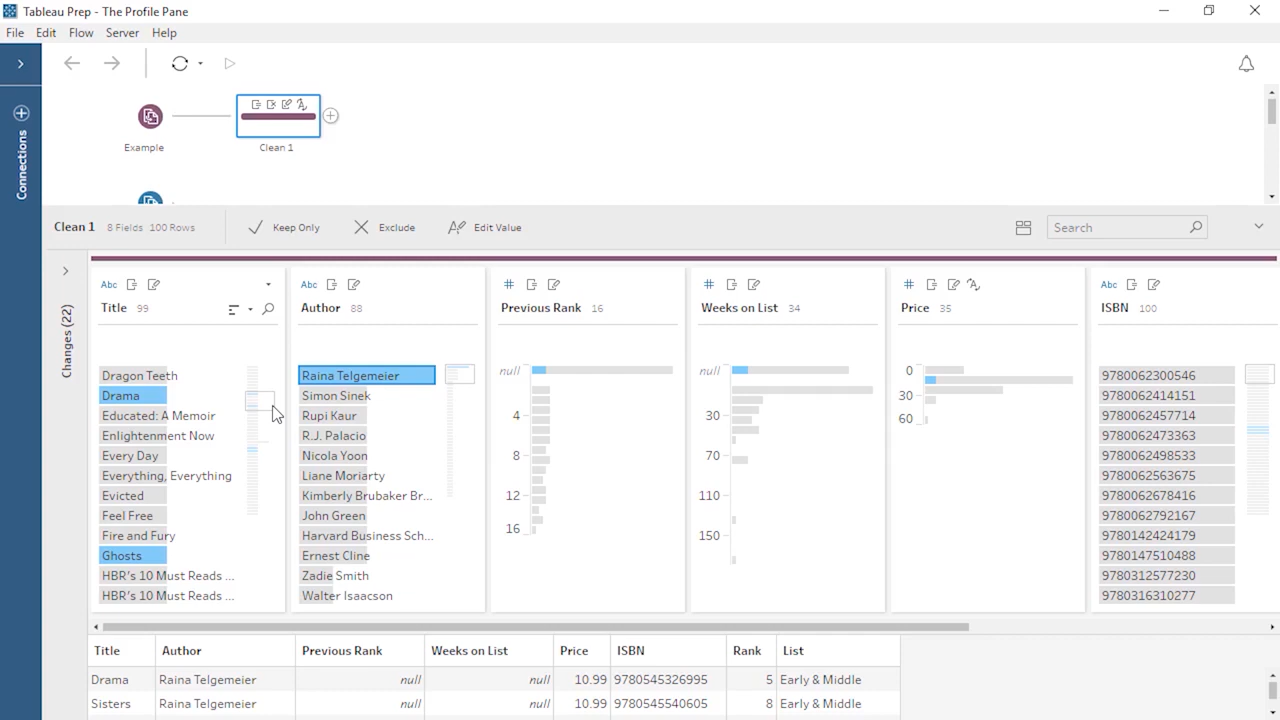 Tableau Prep - The Profile Pane
File Edit Flow Server Help
Connections
Example
Clean 1
Clean 1 8 Fields 100 Rows Keep Only Exclude Edit Value Search
Changes (22)
Abc Abc # # # Abc
Title 99 Author 88 Previous Rank 16 Weeks on List 34 Price 35 ISBN 100
Dragon Teeth
Drama
Educated: A Memoir
Enlightenment Now
Every Day
Everything, Everything
Evicted
Feel Free
Fire and Fury
Ghosts
HBR's 10 Must Reads ...
HBR's 10 Must Reads ...
Raina Telgemeier
Simon Sinek
Rupi Kaur
R.J. Palacio
Nicola Yoon
Liane Moriarty
Kimberly Brubaker Br...
John Green
Harvard Business Sch...
Ernest Cline
Zadie Smith
Walter Isaacson
null
4
8
12
16
null
30
70
110
150
0
30
60
9780062300546
9780062414151
9780062457714
9780062473363
9780062498533
9780062563675
9780062678416
9780062792167
9780142424179
9780147510488
9780312577230
9780316310277
Title Author Previous Rank Weeks on List Price ISBN Rank List
Drama Raina Telgemeier null null 10.99 9780545326995 5 Early & Middle
Sisters Raina Telgemeier null null 10.99 9780545540605 8 Early & Middle